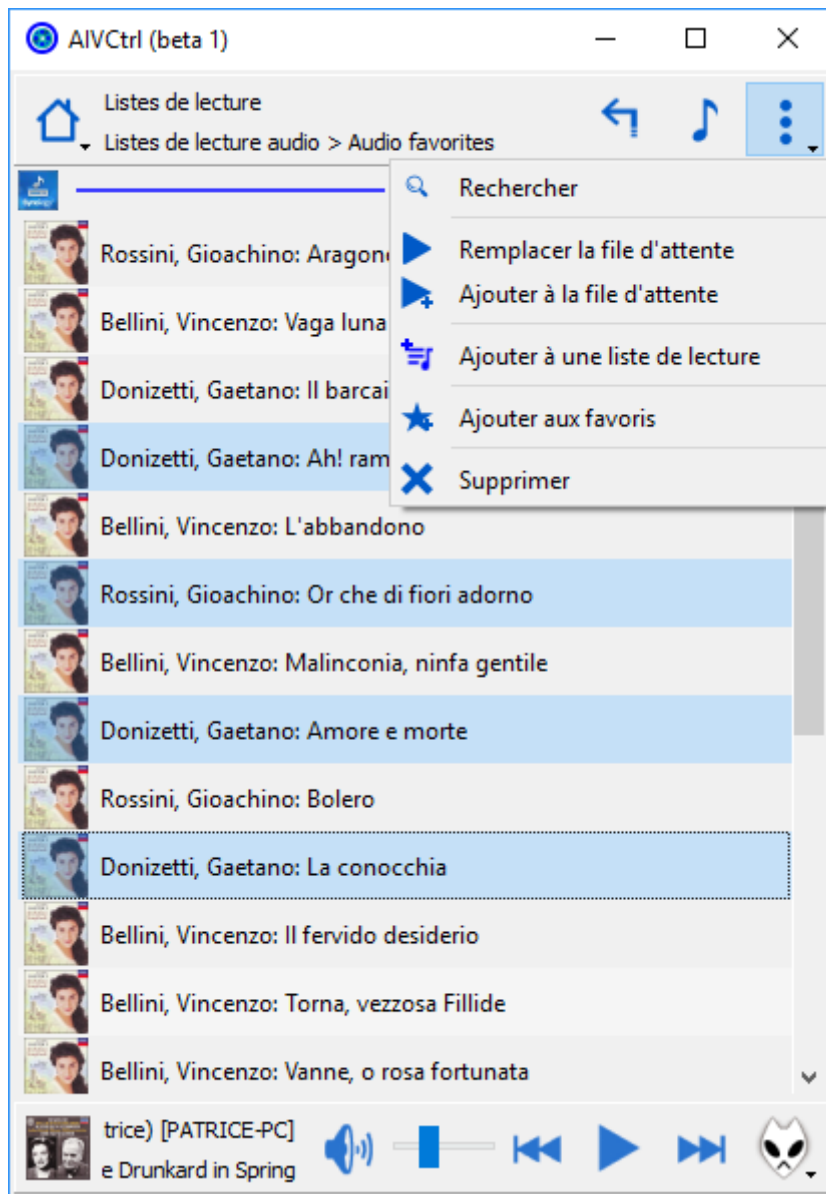 AIVCtrl (beta 1)
Listes de lecture
Listes de lecture audio > Audio favorites
Rechercher
Remplacer la file d'attente
Ajouter à la file d'attente
Ajouter à une liste de lecture
Ajouter aux favoris
Supprimer
Rossini, Gioachino: Aragon
Bellini, Vincenzo: Vaga luna
Donizetti, Gaetano: Il barcai
Donizetti, Gaetano: Ah! ram
Bellini, Vincenzo: L'abbandono
Rossini, Gioachino: Or che di fiori adorno
Bellini, Vincenzo: Malinconia, ninfa gentile
Donizetti, Gaetano: Amore e morte
Rossini, Gioachino: Bolero
Donizetti, Gaetano: La conocchia
Bellini, Vincenzo: Il fervido desiderio
Bellini, Vincenzo: Torna, vezzosa Fillide
Bellini, Vincenzo: Vanne, o rosa fortunata
trice) [PATRICE-PC]
e Drunkard in Spring